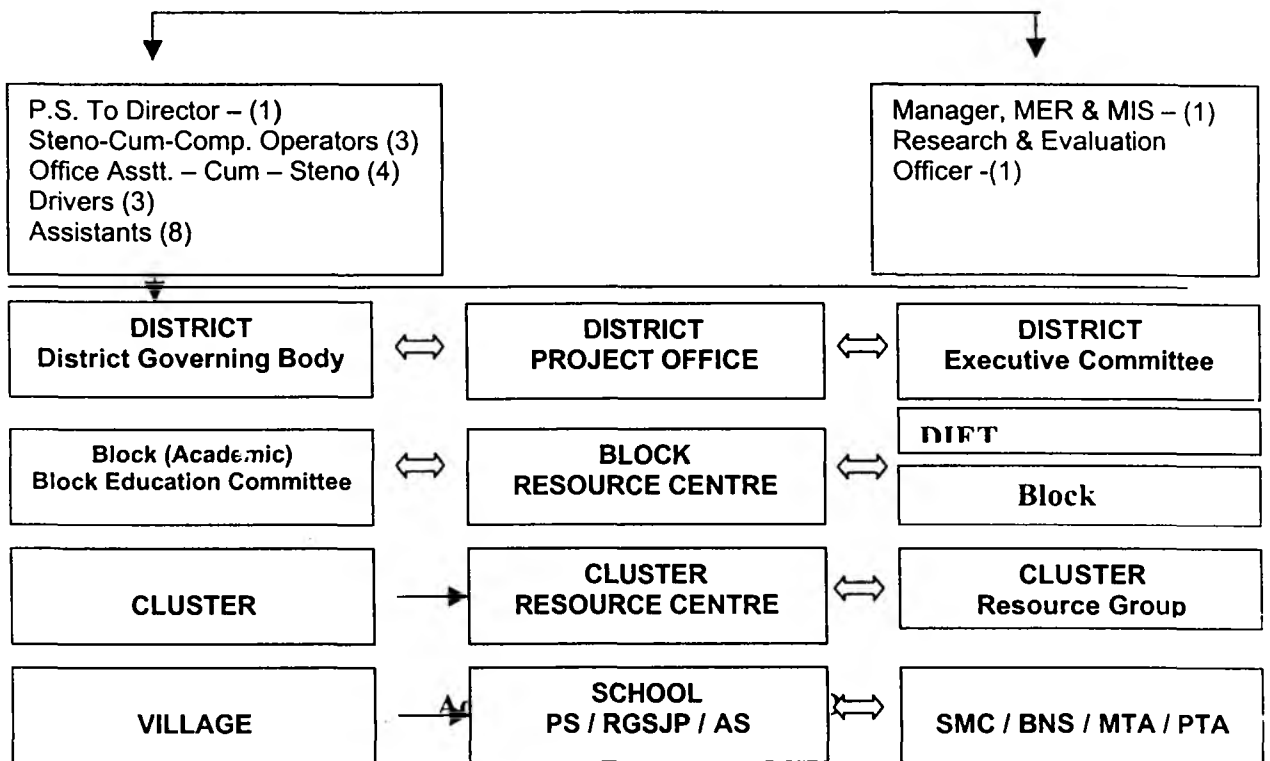 P.S. To Director – (1)
Steno-Cum-Comp. Operators (3)
Office Asstt. – Cum – Steno (4)
Drivers (3)
Assistants (8)
Manager, MER & MIS – (1)
Research & Evaluation
Officer -(1)
DISTRICT
District Governing Body
DISTRICT
PROJECT OFFICE
DISTRICT
Executive Committee
DIET
Block (Academic)
Block Education Committee
BLOCK
RESOURCE CENTRE
Block
CLUSTER
CLUSTER
RESOURCE CENTRE
CLUSTER
Resource Group
VILLAGE
SCHOOL
PS / RGSJP / AS
SMC / BNS / MTA / PTA